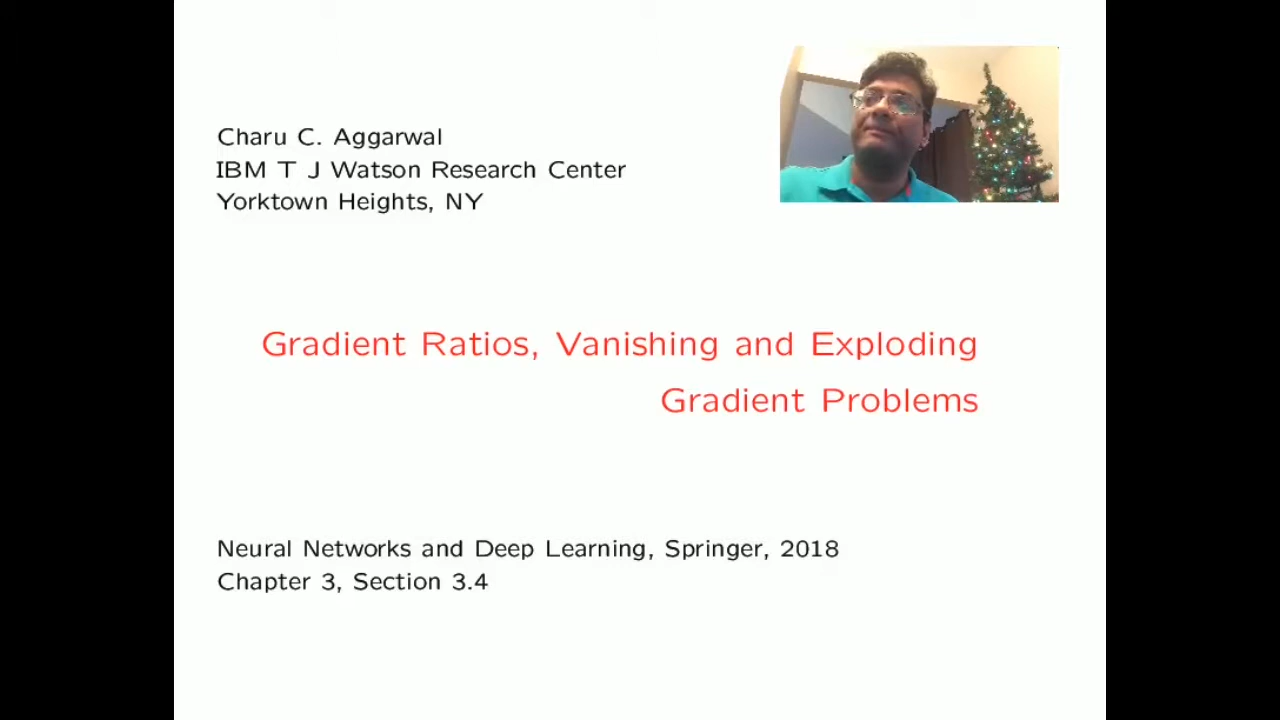 Charu C. Aggarwal
IBM T J Watson Research Center
Yorktown Heights, NY
Gradient Ratios, Vanishing and Exploding
Gradient Problems
Neural Networks and Deep Learning, Springer, 2018
Chapter 3, Section 3.4